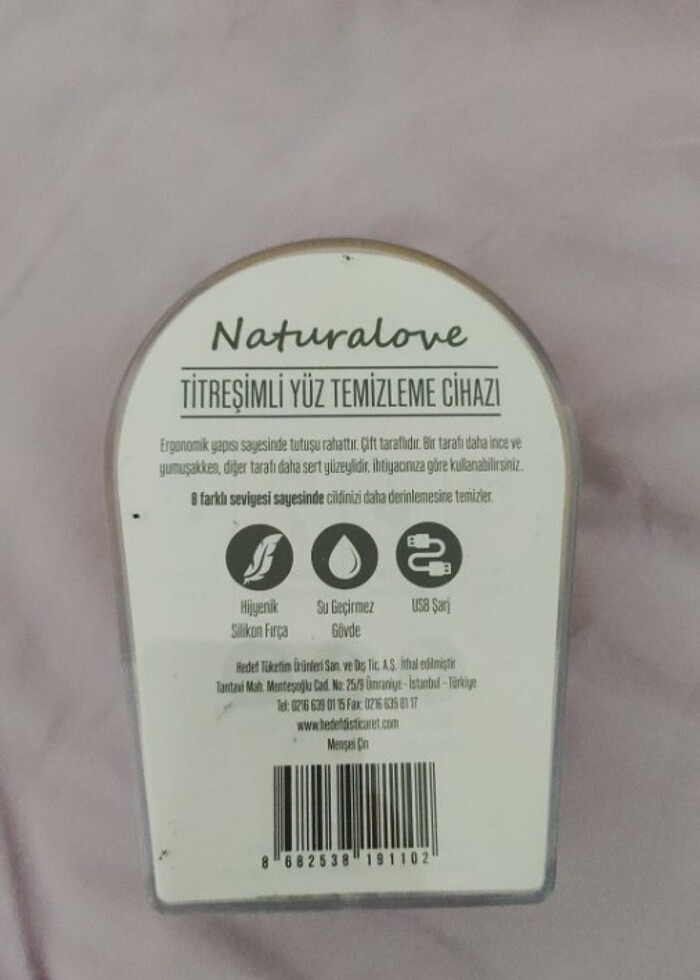 Naturalove
TİTREŞİMLİ YÜZ TEMİZLEME CİHAZI
Ergonomik yapısı sayesinde tutuşu rahattır. Çift taraflıdır. Bir tarafı daha ince ve
yumuşakken, diğer tarafı daha sert yüzeylidir. ihtiyacınıza göre kullanabilirsiniz.
8 farklı seviyesi sayesinde cildinizi daha derinlemesine temizler.
Hijyenik Su Geçirmez USB Şarj
Silikon Fırça Gövde
Hedef Tüketim Ürünleri San. ve Dış Tic. A.Ş. İthal edilmiştir
Tantavi Mah. Menteşoğlu Cad. No: 25/9 Ümraniye - İstanbul - Türkiye
Tel: 0216 639 01 15 Fax: 0216 639 01 17
www.hedefdisticaret.com
Menşei Çin
8 682538 191102